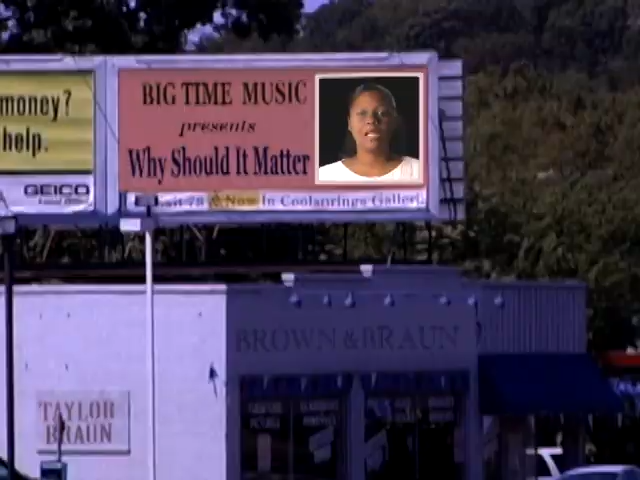 money?
help.
GEICO
BIG TIME MUSIC
presents
Why Should It Matter
& Now In Coolsprings Galleria
BROWN & BRAUN
TAYLOR
BRAUN